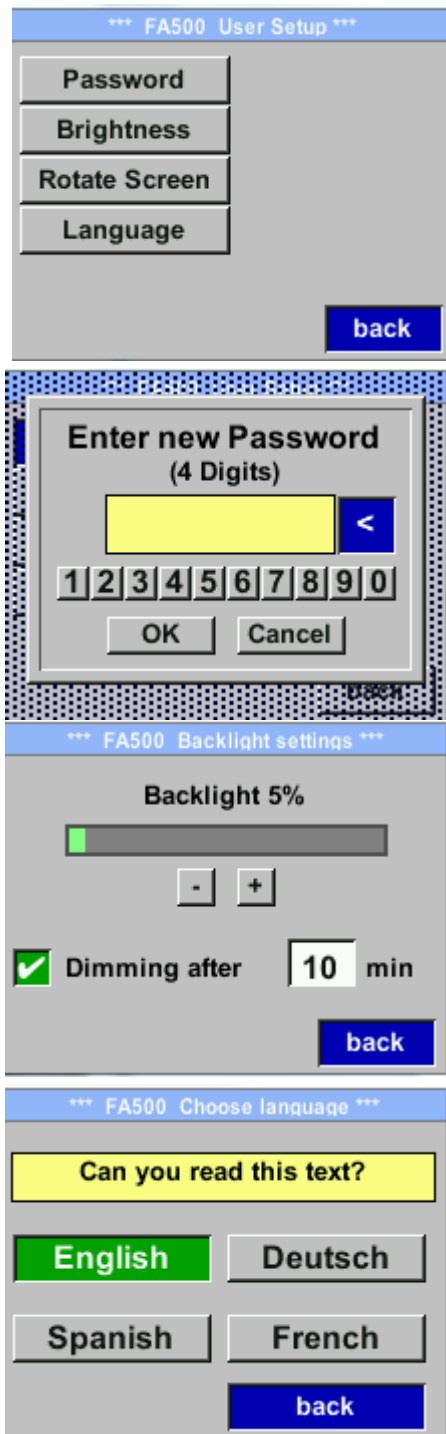 *** FA500 User Setup ***
Password
Brightness
Rotate Screen
Language
back
Enter new Password
(4 Digits)
<
1 2 3 4 5 6 7 8 9 0
OK Cancel
back
*** FA500 Backlight settings ***
Backlight 5%
- +
Dimming after 10 min
back
*** FA500 Choose language ***
Can you read this text?
English Deutsch
Spanish French
back